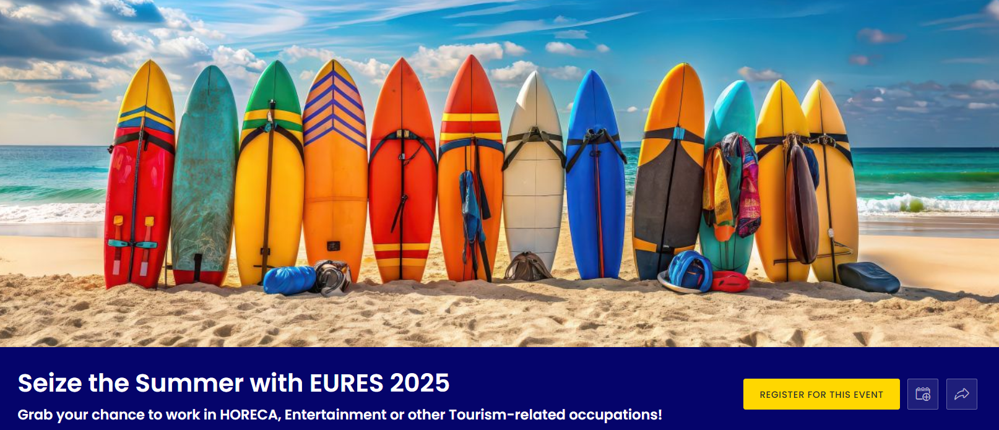 Seize the Summer with EURES 2025
Grab your chance to work in HORECA, Entertainment or other Tourism-related occupations!
REGISTER FOR THIS EVENT